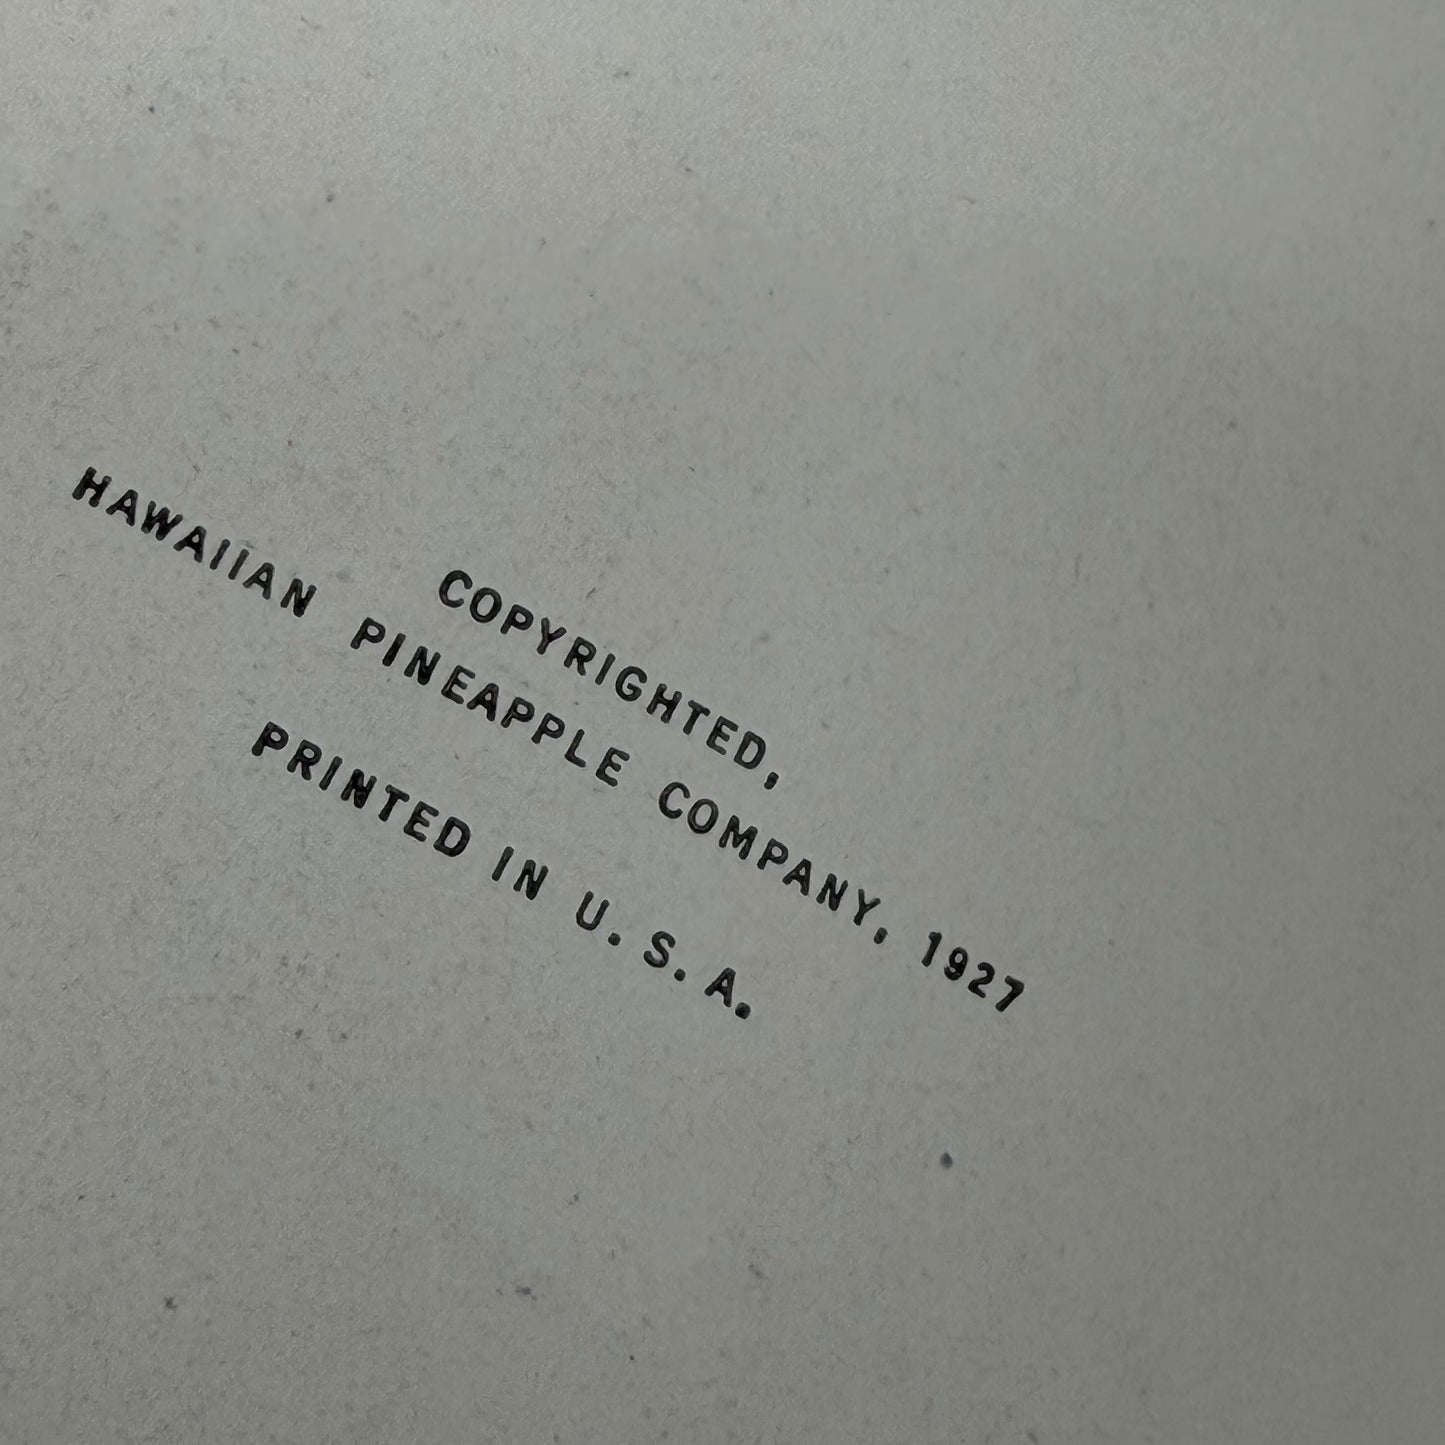 COPYRIGHTED,
HAWAIIAN PINEAPPLE COMPANY, 1927
PRINTED IN U. S. A.